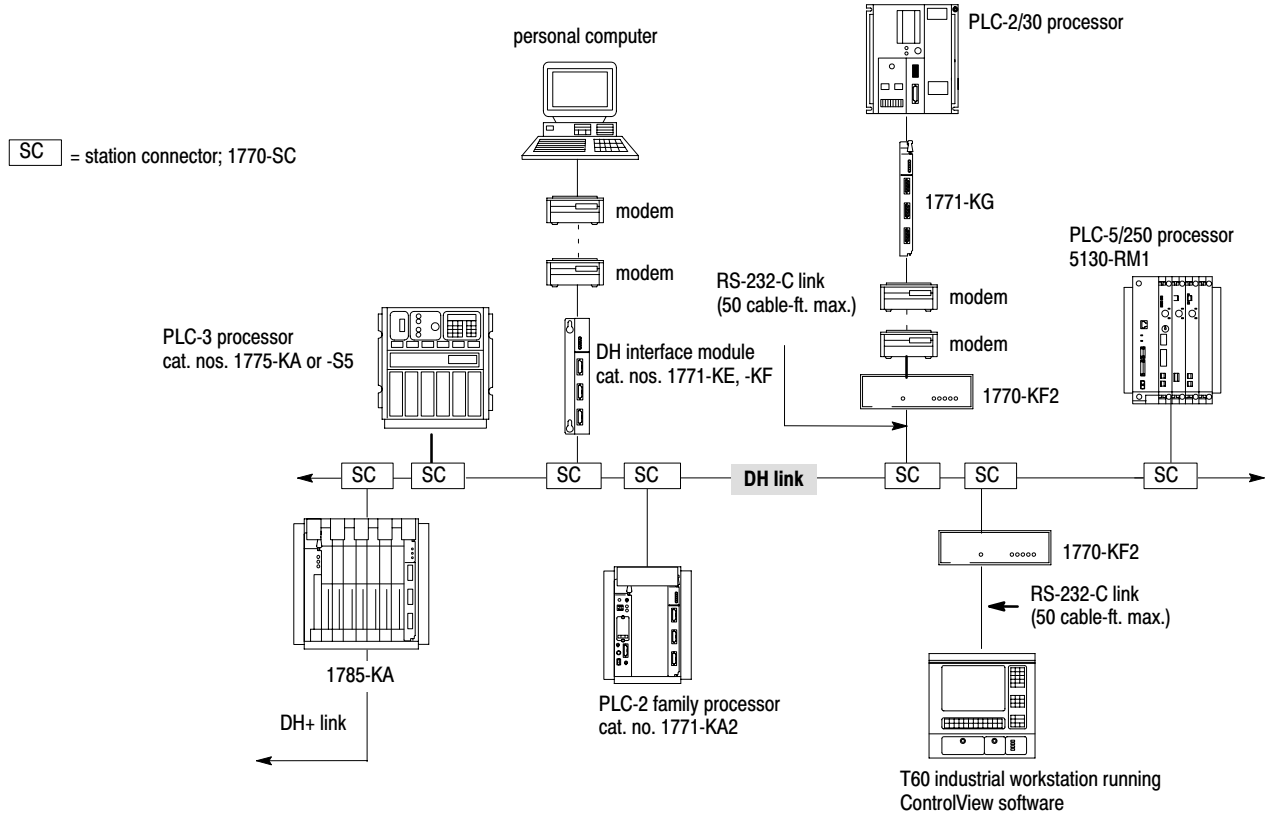 PLC-2/30 processor
personal computer
SC = station connector; 1770-SC
1771-KG
modem
PLC-5/250 processor
5130-RM1
modem
RS-232-C link
(50 cable-ft. max.)
modem
PLC-3 processor
cat. nos. 1775-KA or -S5
DH interface module
cat. nos. 1771-KE, -KF
modem
1770-KF2
SC SC SC SC DH link SC SC SC
1770-KF2
RS-232-C link
(50 cable-ft. max.)
1785-KA
PLC-2 family processor
cat. no. 1771-KA2
DH+ link
T60 industrial workstation running
ControlView software